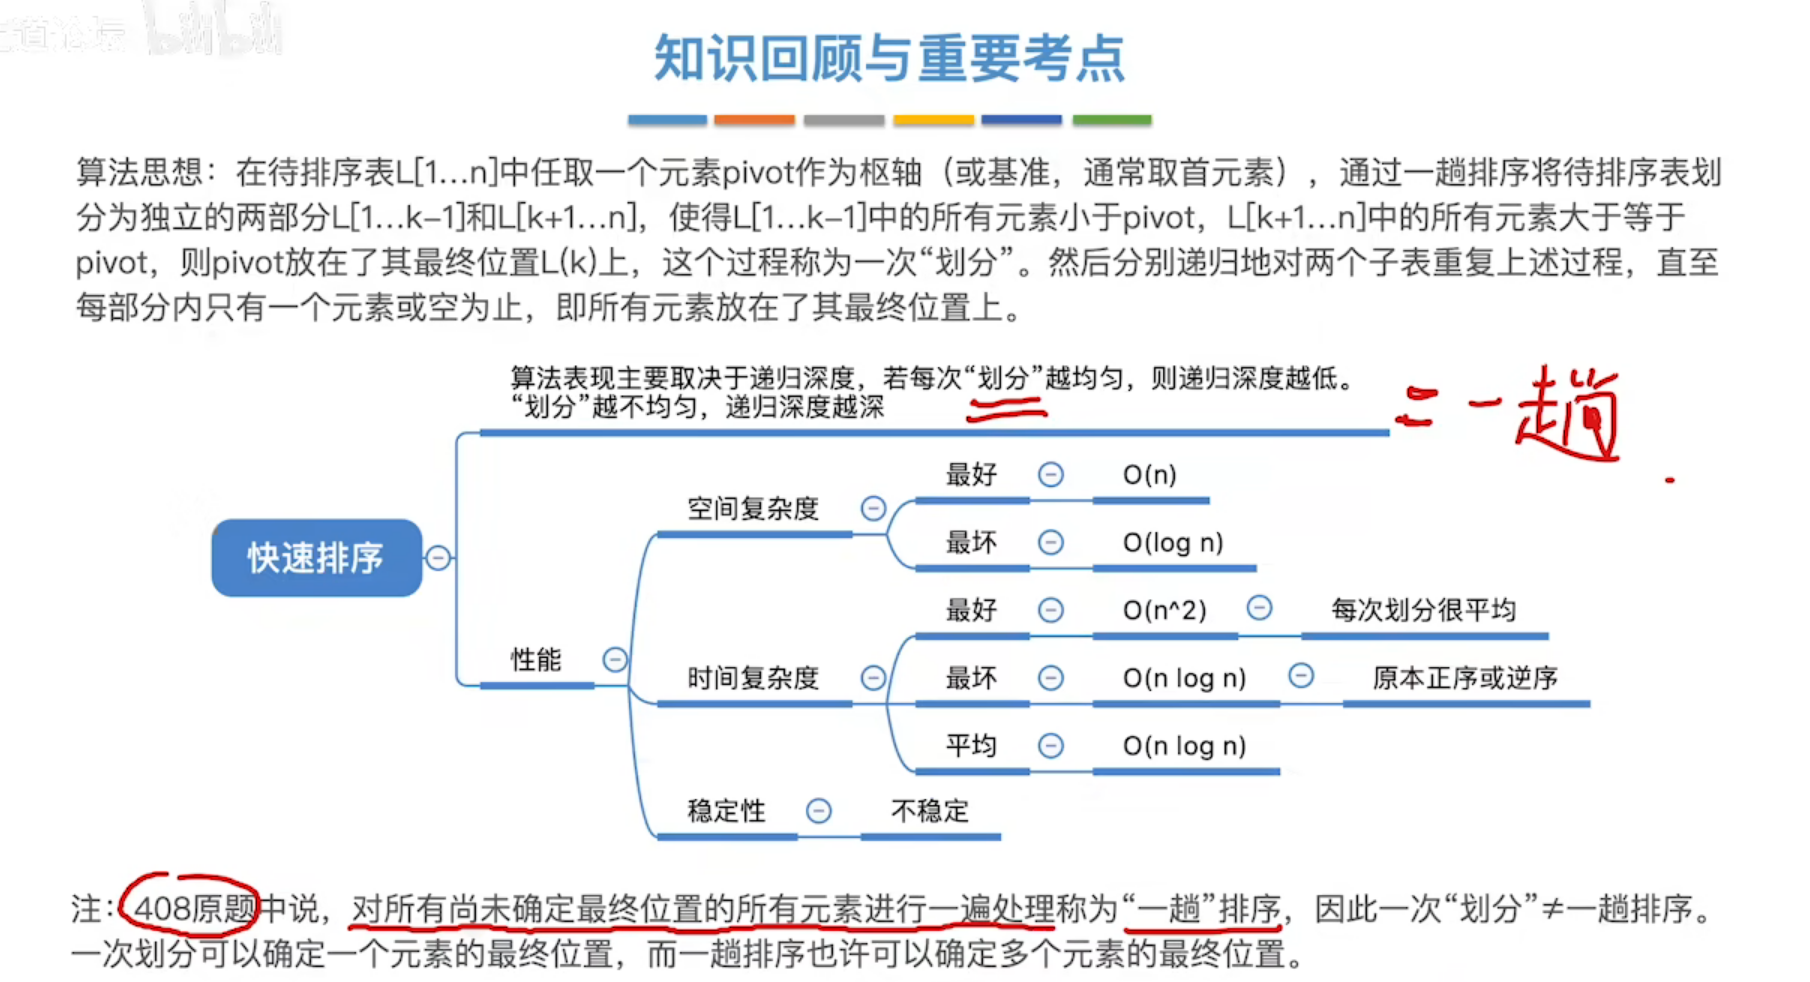 王道论坛 bilibili
知识回顾与重要考点
算法思想：在待排序表L[1…n]中任取一个元素pivot作为枢轴（或基准，通常取首元素），通过一趟排序将待排序表划
分为独立的两部分L[1…k–1]和L[k+1…n]，使得L[1…k–1]中的所有元素小于pivot，L[k+1…n]中的所有元素大于等于
pivot，则pivot放在了其最终位置L(k)上，这个过程称为一次“划分”。然后分别递归地对两个子表重复上述过程，直至
每部分内只有一个元素或空为止，即所有元素放在了其最终位置上。
算法表现主要取决于递归深度，若每次“划分”越均匀，则递归深度越低。
“划分”越不均匀，递归深度越深
= 一趟
快速排序
性能
空间复杂度
最好 O(n)
最坏 O(log n)
时间复杂度
最好 O(n^2) 每次划分很平均
最坏 O(n log n) 原本正序或逆序
平均 O(n log n)
稳定性 不稳定
注：408原题中说，对所有尚未确定最终位置的所有元素进行一遍处理称为“一趟”排序，因此一次“划分”≠一趟排序。
一次划分可以确定一个元素的最终位置，而一趟排序也许可以确定多个元素的最终位置。